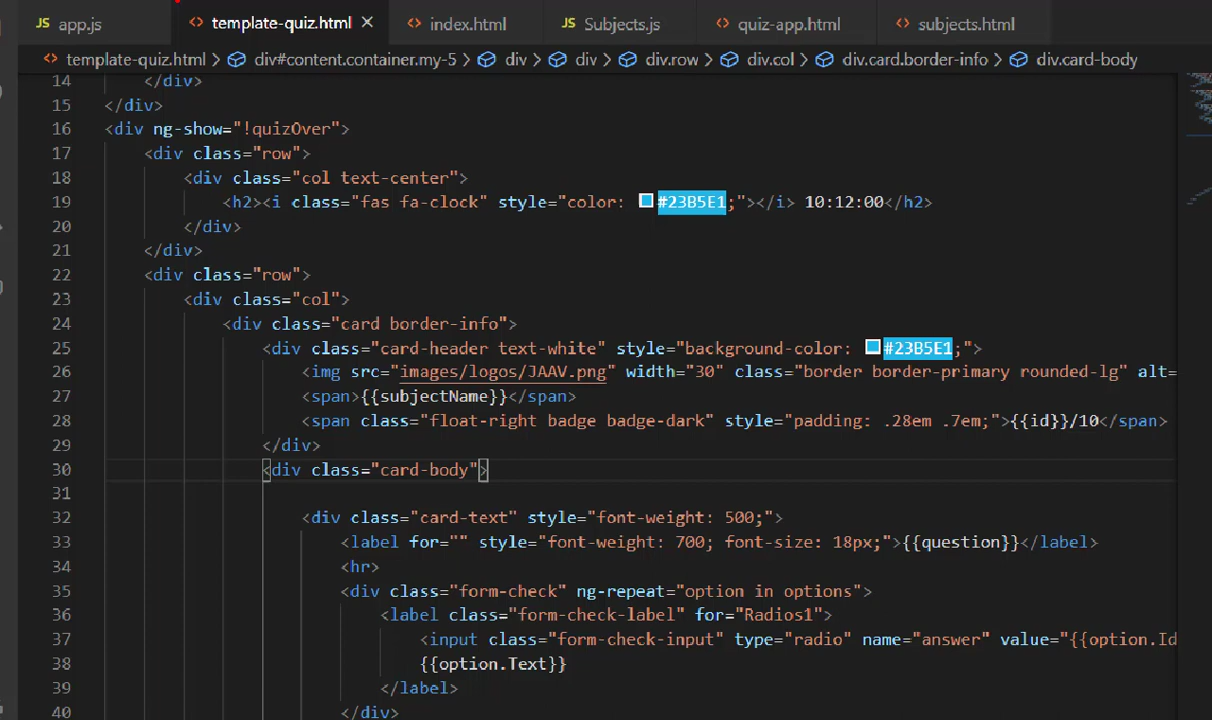 app.js template-quiz.html index.html Subjects.js quiz-app.html subjects.html
template-quiz.html > div#content.container.my-5 > div > div > div.row > div.col > div.card.border-info > div.card-body
14 </div>
15 </div>
16 <div ng-show="!quizOver">
17 <div class="row">
18 <div class="col text-center">
19 <h2><i class="fas fa-clock" style="color: #23B5E1;"></i> 10:12:00</h2>
20 </div>
21 </div>
22 <div class="row">
23 <div class="col">
24 <div class="card border-info">
25 <div class="card-header text-white" style="background-color: #23B5E1;">
26 <img src="images/logos/JAAV.png" width="30" class="border border-primary rounded-lg" alt=
27 <span>{{subjectName}}</span>
28 <span class="float-right badge badge-dark" style="padding: .28em .7em;">{{id}}/10</span>
29 </div>
30 <div class="card-body">
31
32 <div class="card-text" style="font-weight: 500;">
33 <label for="" style="font-weight: 700; font-size: 18px;">{{question}}</label>
34 <hr>
35 <div class="form-check" ng-repeat="option in options">
36 <label class="form-check-label" for="Radios1">
37 <input class="form-check-input" type="radio" name="answer" value="{{option.Id
38 {{option.Text}}
39 </label>
40 </div>